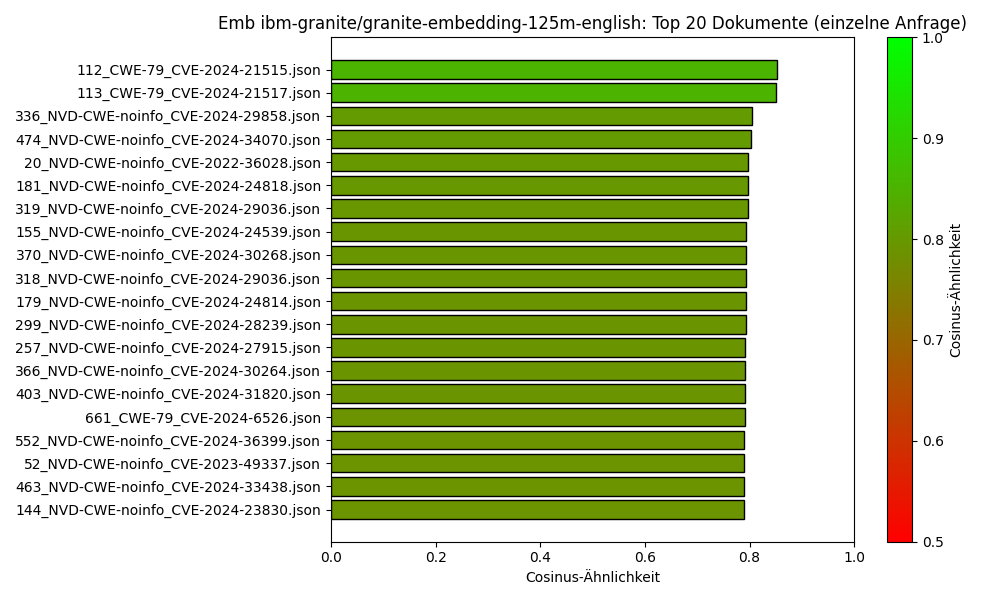 Emb ibm-granite/granite-embedding-125m-english: Top 20 Dokumente (einzelne Anfrage)
112_CWE-79_CVE-2024-21515.json
113_CWE-79_CVE-2024-21517.json
336_NVD-CWE-noinfo_CVE-2024-29858.json
474_NVD-CWE-noinfo_CVE-2024-34070.json
20_NVD-CWE-noinfo_CVE-2022-36028.json
181_NVD-CWE-noinfo_CVE-2024-24818.json
319_NVD-CWE-noinfo_CVE-2024-29036.json
155_NVD-CWE-noinfo_CVE-2024-24539.json
370_NVD-CWE-noinfo_CVE-2024-30268.json
318_NVD-CWE-noinfo_CVE-2024-29036.json
179_NVD-CWE-noinfo_CVE-2024-24814.json
299_NVD-CWE-noinfo_CVE-2024-28239.json
257_NVD-CWE-noinfo_CVE-2024-27915.json
366_NVD-CWE-noinfo_CVE-2024-30264.json
403_NVD-CWE-noinfo_CVE-2024-31820.json
661_CWE-79_CVE-2024-6526.json
552_NVD-CWE-noinfo_CVE-2024-36399.json
52_NVD-CWE-noinfo_CVE-2023-49337.json
463_NVD-CWE-noinfo_CVE-2024-33438.json
144_NVD-CWE-noinfo_CVE-2024-23830.json
0.0 0.2 0.4 0.6 0.8 1.0
Cosinus-Ähnlichkeit
1.0
0.9
0.8
0.7
0.6
0.5
Cosinus-Ähnlichkeit